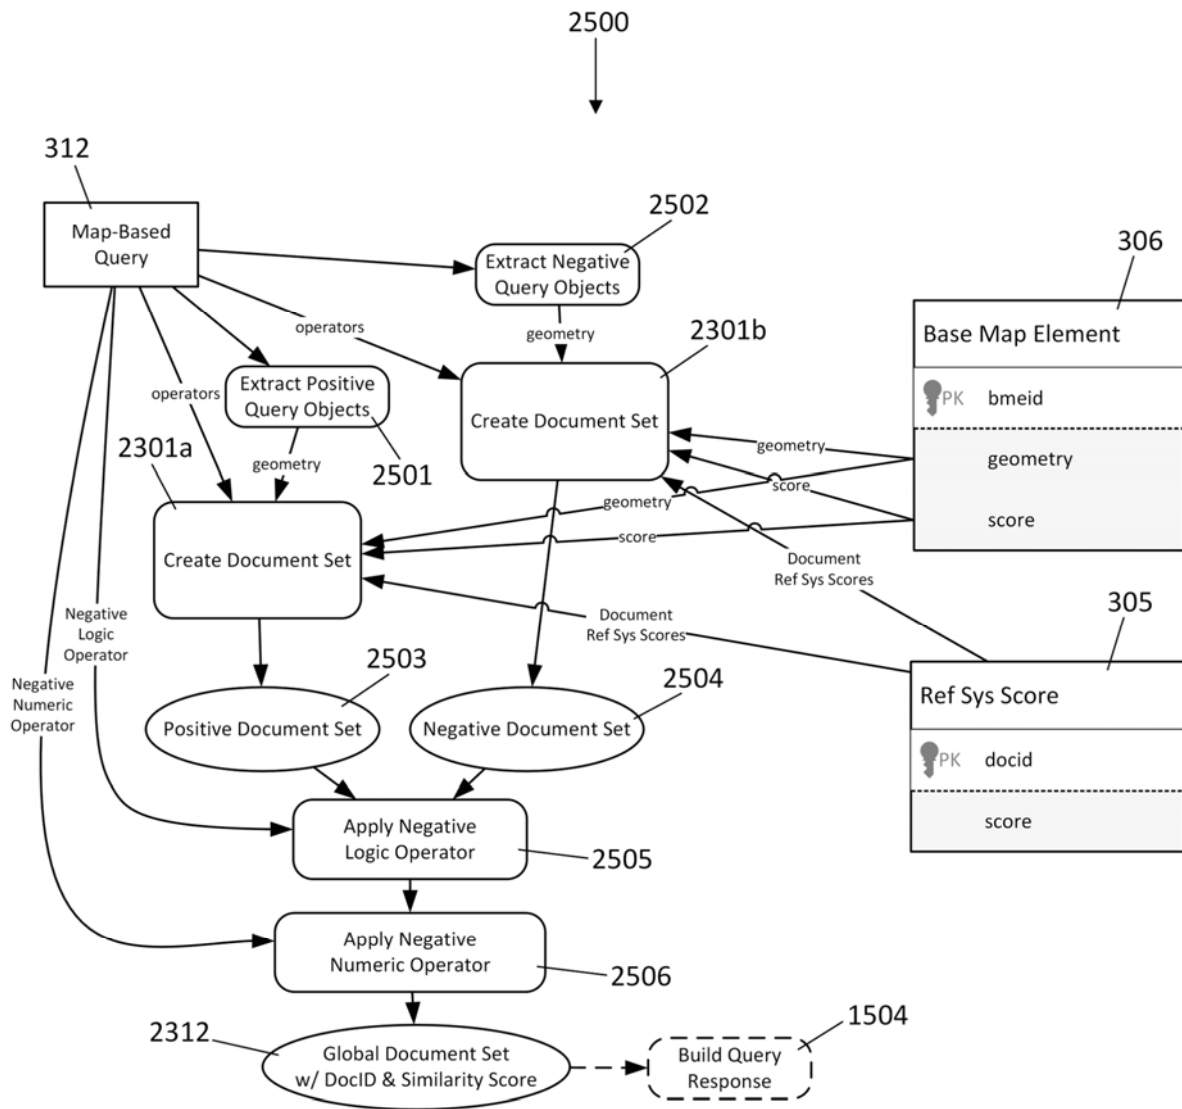 2500
312
Map-Based
Query
2502
Extract Negative
Query Objects
306
Base Map Element
PK bmeid
geometry
score
operators
geometry
2301b
Create Document Set
operators
Extract Positive
Query Objects
2501
2301a
geometry
geometry
score
geometry
score
Create Document Set
Document
Ref Sys Scores
Document
Ref Sys Scores
305
Ref Sys Score
PK docid
score
Negative
Logic
Operator
Negative
Numeric
Operator
2503
Positive Document Set
2504
Negative Document Set
Apply Negative
Logic Operator
2505
Apply Negative
Numeric Operator
2506
2312
Global Document Set
w/ DocID & Similarity Score
1504
Build Query
Response